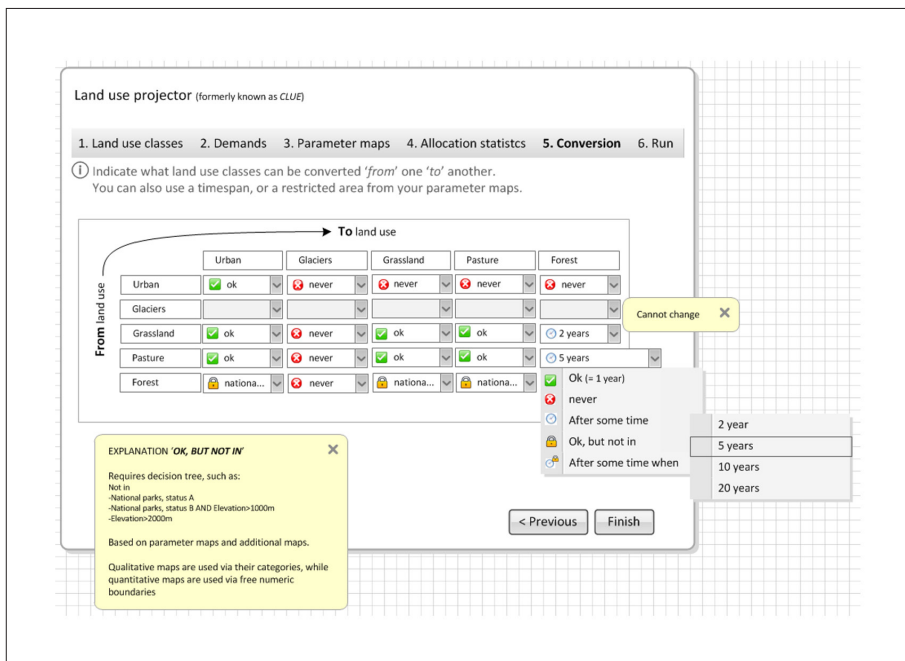 Land use projector (formerly known as CLUE)
1. Land use classes 2. Demands 3. Parameter maps 4. Allocation statistcs 5. Conversion 6. Run
i Indicate what land use classes can be converted ‘from’ one ‘to’ another.
You can also use a timespan, or a restricted area from your parameter maps.
To land use
From land use
Urban Glaciers Grassland Pasture Forest
Urban ok never never never never
Glaciers
Cannot change
Grassland ok never ok ok 2 years
Pasture ok never ok ok 5 years
Forest nationa... never nationa... nationa...
Ok (= 1 year)
never
After some time
Ok, but not in
After some time when
2 year
5 years
10 years
20 years
EXPLANATION ‘OK, BUT NOT IN’
Requires decision tree, such as:
Not in
-National parks, status A
-National parks, status B AND Elevation>1000m
-Elevation>2000m
Based on parameter maps and additional maps.
Qualitative maps are used via their categories, while
quantitative maps are used via free numeric
boundaries
< Previous Finish